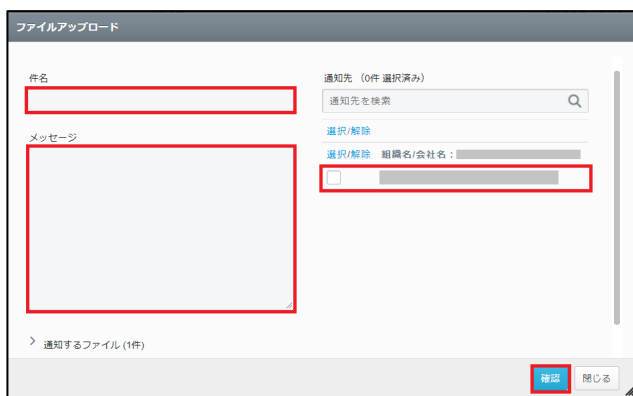 ファイルアップロード
件名
メッセージ
> 通知するファイル (1件)
通知先 （0件 選択済み）
通知先を検索
選択/解除
選択/解除 組織名/会社名：
確認 閉じる